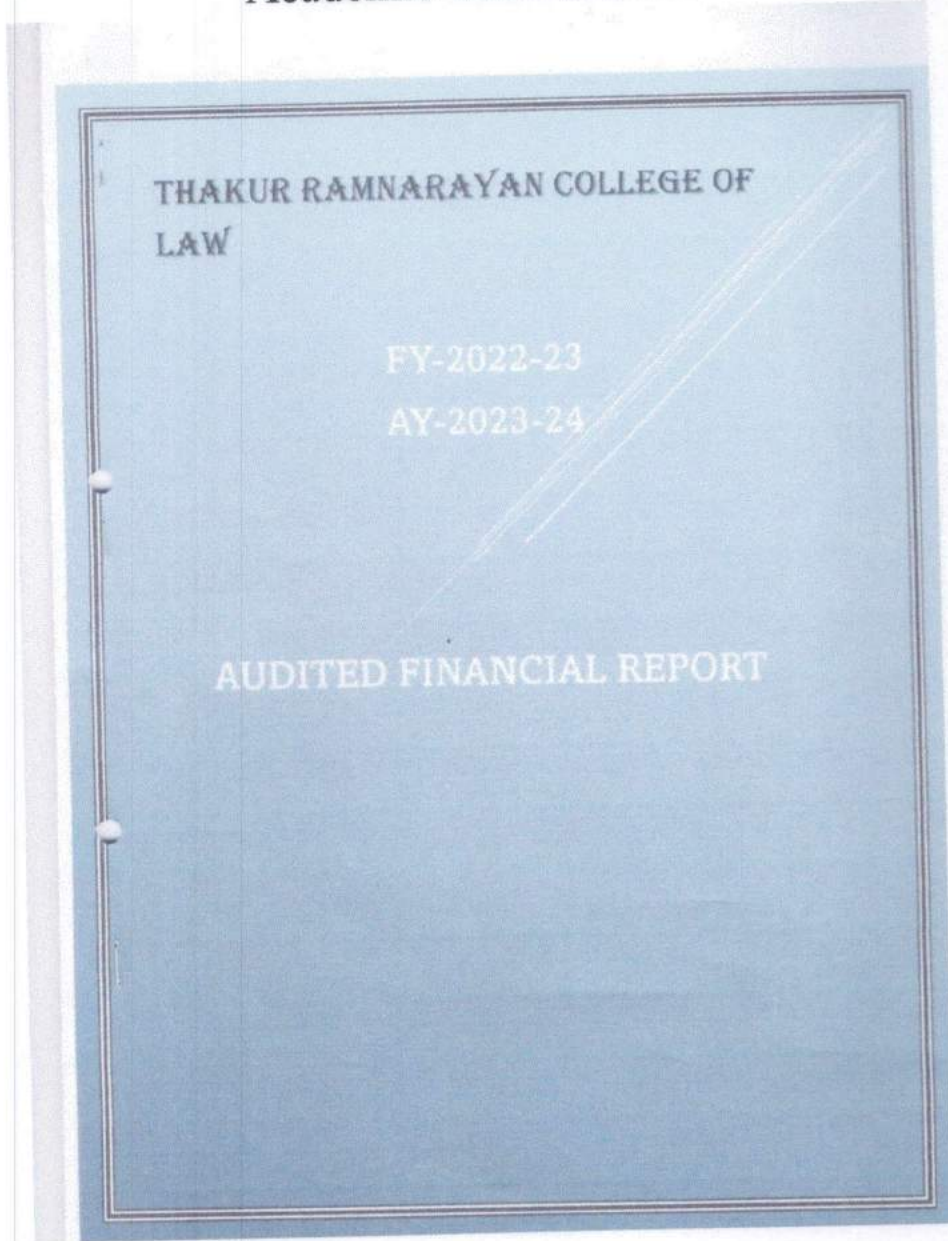 THAKUR RAMNARAYAN COLLEGE OF
LAW
FY-2022-23
AY-2023-24
AUDITED FINANCIAL REPORT